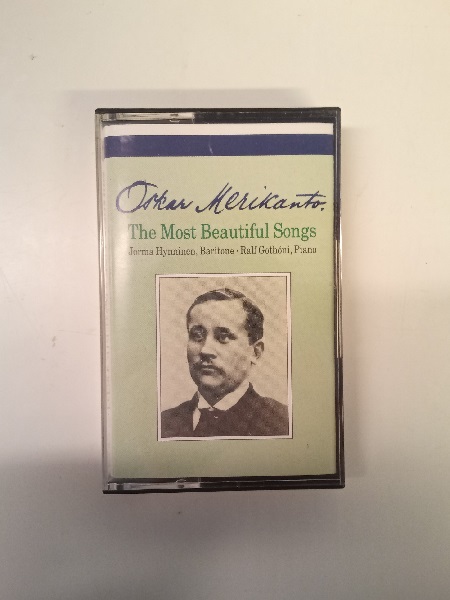 Oskar Merikanto.
The Most Beautiful Songs
Jorma Hynninen, Baritone • Ralf Gothóni, Piano